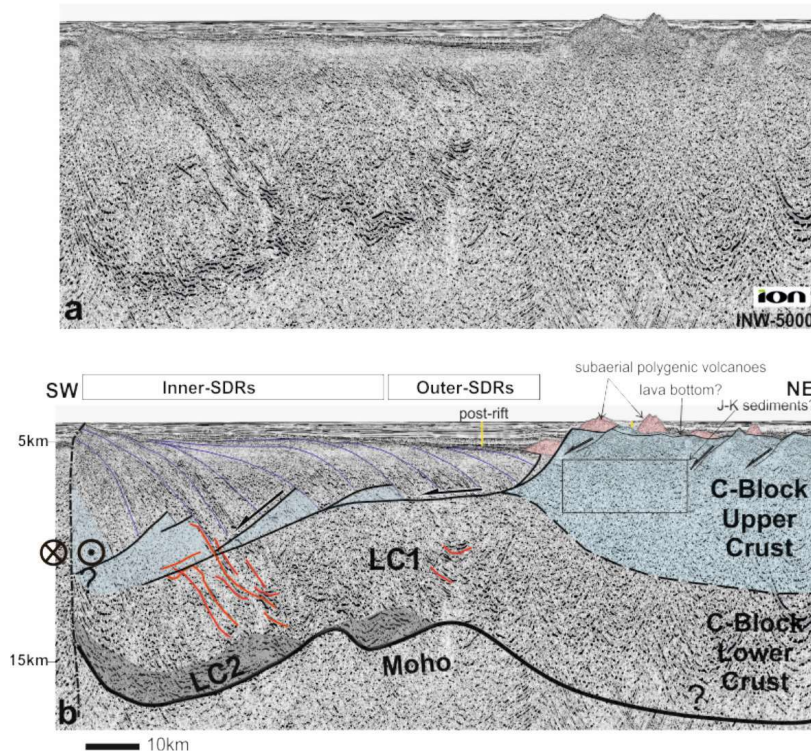 a
ion
INW-5000
subaerial polygenic volcanoes
SW
Inner-SDRs
Outer-SDRs
lava bottom?
NE
post-rift
J-K sediments?
5km
C-Block
Upper
Crust
?
LC1
C-Block
Lower
Crust
15km
LC2
Moho
?
b
10km